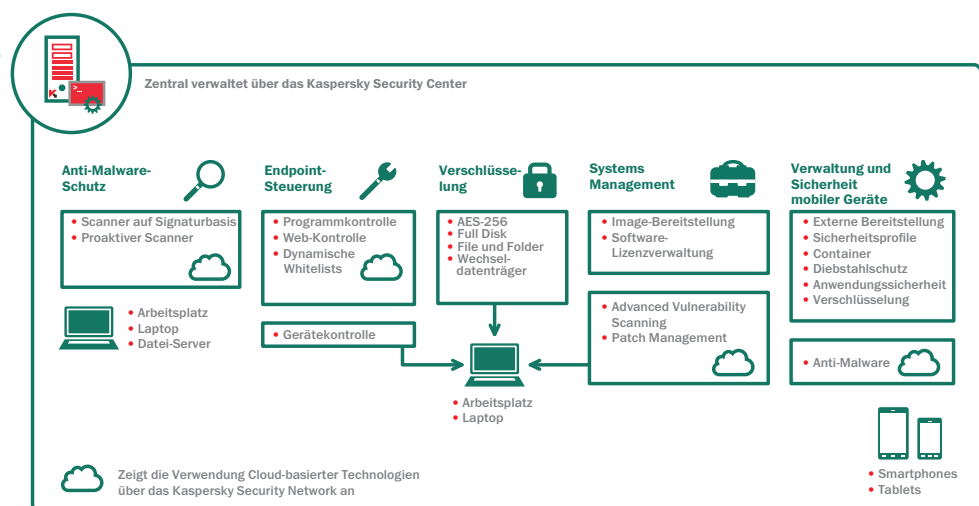 Zentral verwaltet über das Kaspersky Security Center
Anti-Malware-
Schutz
• Scanner auf Signaturbasis
• Proaktiver Scanner
• Arbeitsplatz
• Laptop
• Datei-Server
Endpoint-
Steuerung
• Programmkontrolle
• Web-Kontrolle
• Dynamische
Whitelists
• Gerätekontrolle
Verschlüsse-
lung
• AES-256
• Full Disk
• File und Folder
• Wechsel-
datenträger
• Arbeitsplatz
• Laptop
Systems
Management
• Image-Bereitstellung
• Software-
Lizenzverwaltung
• Advanced Vulnerability
Scanning
• Patch Management
Verwaltung und
Sicherheit
mobiler Geräte
• Externe Bereitstellung
• Sicherheitsprofile
• Container
• Diebstahlschutz
• Anwendungssicherheit
• Verschlüsselung
• Anti-Malware
• Smartphones
• Tablets
Zeigt die Verwendung Cloud-basierter Technologien
über das Kaspersky Security Network an